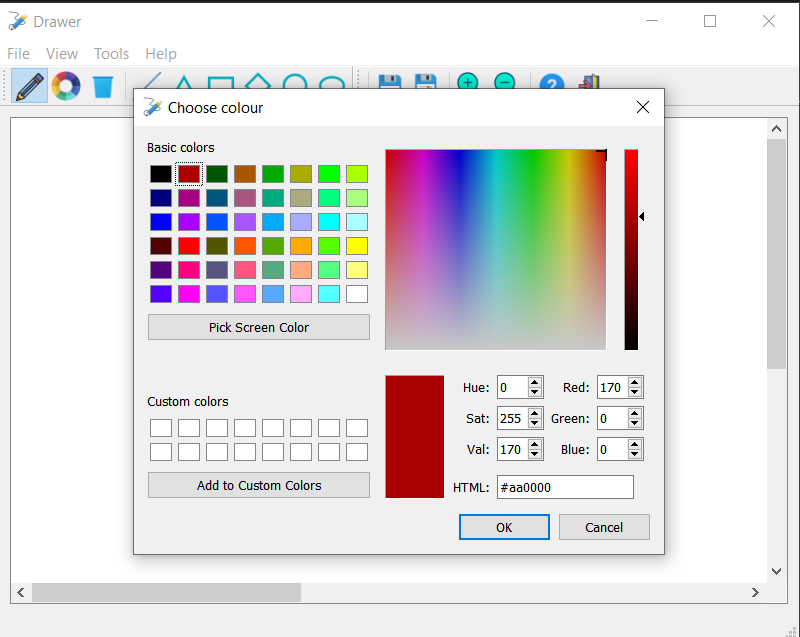 Drawer
File View Tools Help
Choose colour
Basic colors
Pick Screen Color
Custom colors
Add to Custom Colors
Hue: 0 Red: 170
Sat: 255 Green: 0
Val: 170 Blue: 0
HTML: #aa0000
OK Cancel